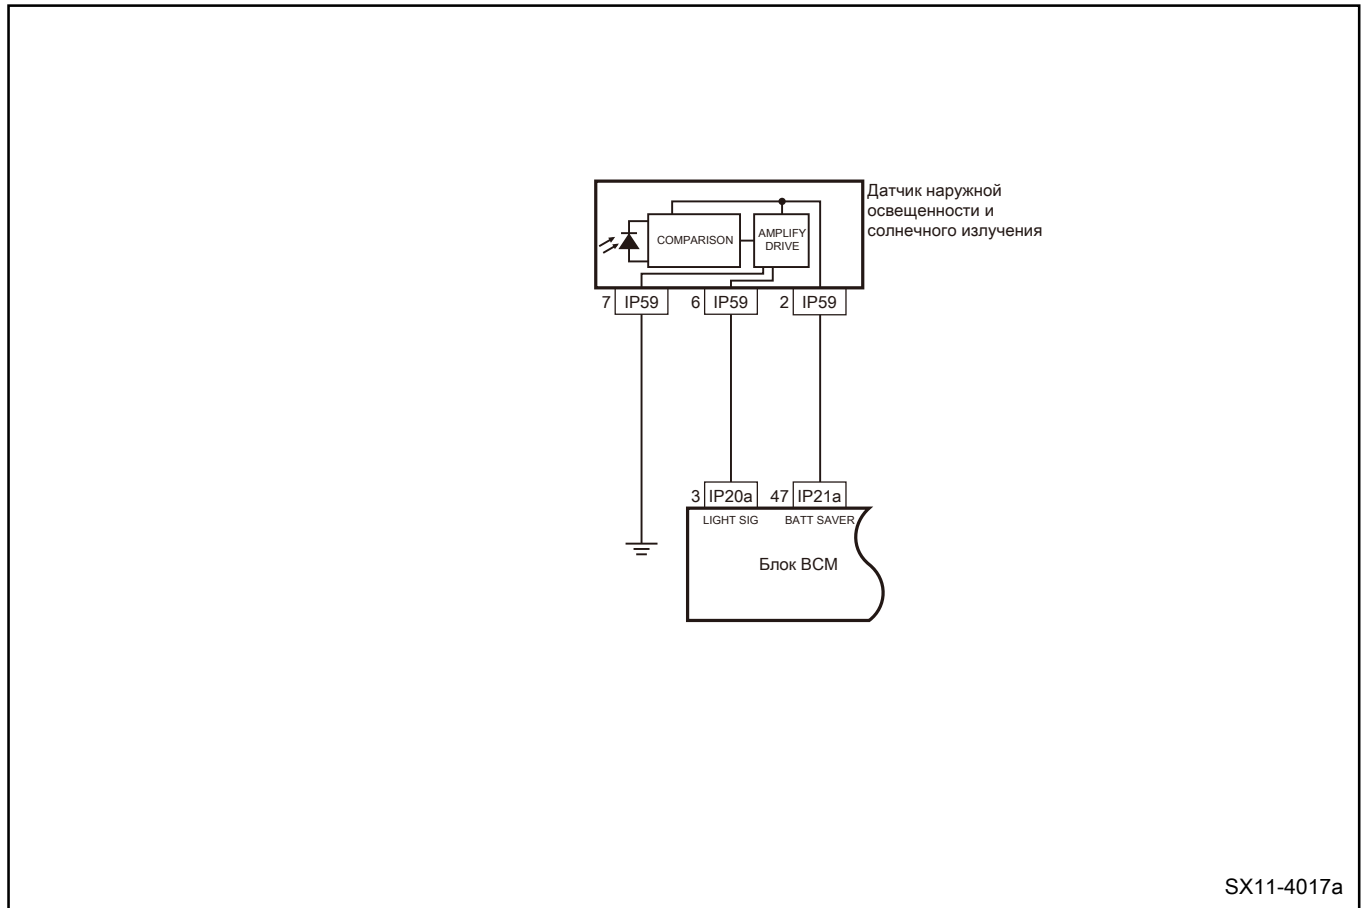 Датчик наружной
освещенности и
солнечного излучения
COMPARISON
AMPLIFY
DRIVE
7 IP59
6 IP59
2 IP59
3 IP20a
47 IP21a
LIGHT SIG
BATT SAVER
Блок BCM
SX11-4017a